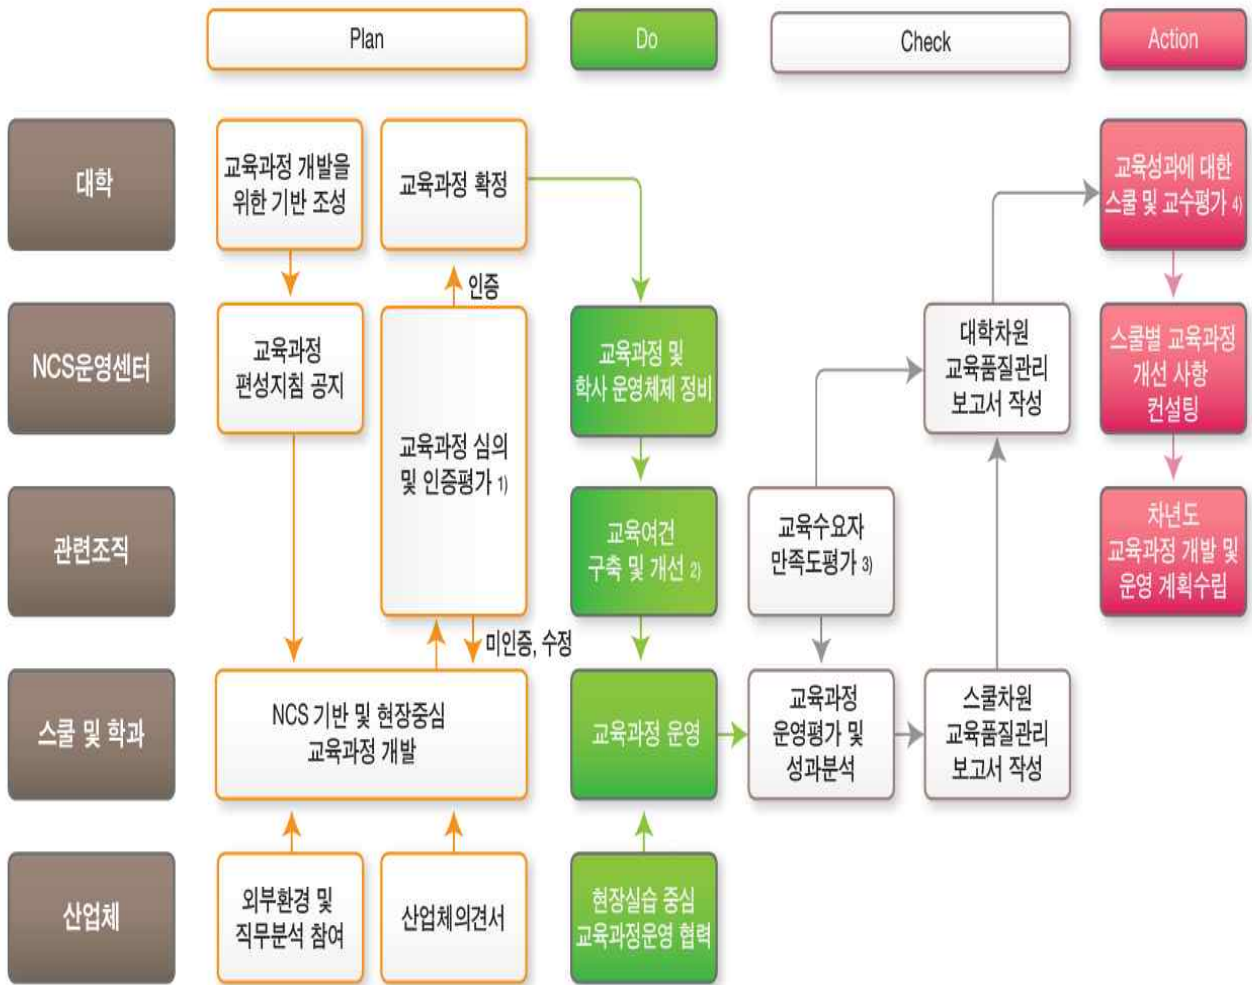 Plan
Do
Check
Action
대학
교육과정 개발을
위한 기반 조성
교육과정 확정
교육성과에 대한
스쿨 및 교수평가 4)
인증
NCS운영센터
교육과정
편성지침 공지
교육과정 심의
및 인증평가 1)
교육과정 및
학사 운영체제 정비
대학차원
교육품질관리
보고서 작성
스쿨별 교육과정
개선 사항
컨설팅
관련조직
교육여건
구축 및 개선 2)
교육수요자
만족도평가 3)
차년도
교육과정 개발 및
운영 계획수립
미인증, 수정
스쿨 및 학과
NCS 기반 및 현장중심
교육과정 개발
교육과정 운영
교육과정
운영평가 및
성과분석
스쿨차원
교육품질관리
보고서 작성
산업체
외부환경 및
직무분석 참여
산업체의견서
현장실습 중심
교육과정운영 협력